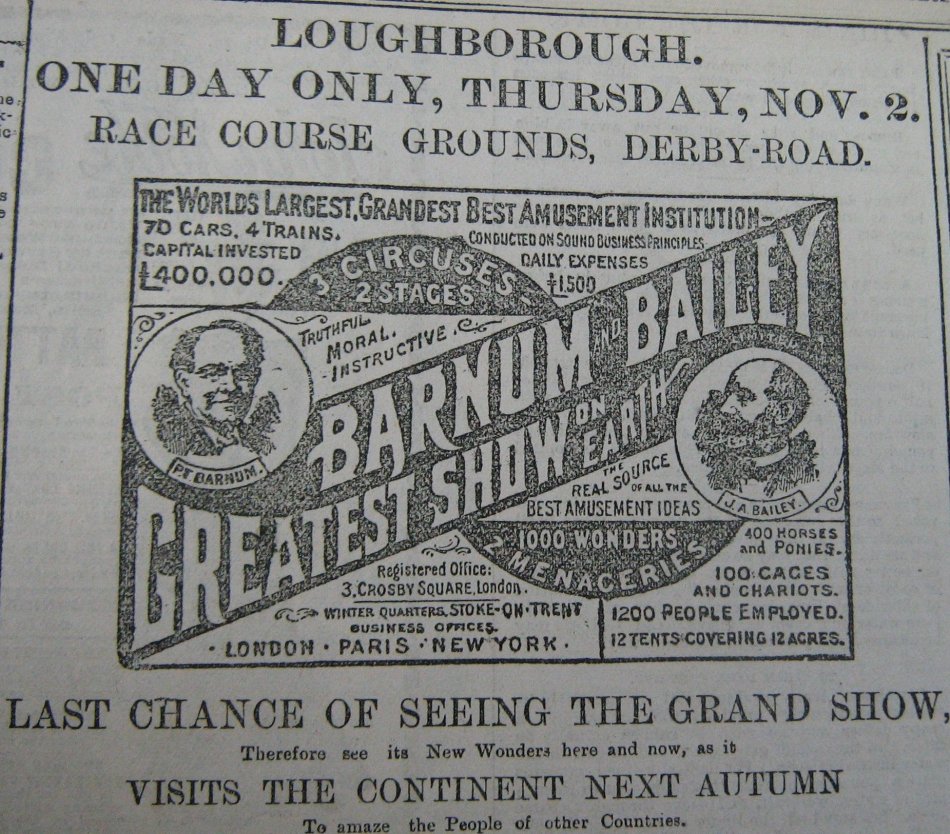 LOUGHBOROUGH.
ONE DAY ONLY, THURSDAY, NOV. 2.
RACE COURSE GROUNDS, DERBY-ROAD.
THE WORLDS LARGEST, GRANDEST BEST AMUSEMENT INSTITUTION
70 CARS, 4 TRAINS.
CAPITAL INVESTED
£400,000.
CONDUCTED ON SOUND BUSINESS PRINCIPLES
DAILY EXPENSES
£1,500
3 CIRCUSES.
2 STAGES
TRUTHFUL
MORAL.
INSTRUCTIVE.
BARNUM AND BAILEY
GREATEST SHOW ON EARTH
P.T. BARNUM.
J.A. BAILEY.
THE
REAL SOURCE
OF ALL THE
BEST AMUSEMENT IDEAS
1000 WONDERS
2 MENAGERIES.
Registered Office:
3, CROSBY SQUARE, London.
WINTER QUARTERS, STOKE-ON-TRENT
BUSINESS OFFICES.
· LONDON · PARIS · NEW YORK ·
400 HORSES
and PONIES.
100 CAGES
AND CHARIOTS.
1200 PEOPLE EMPLOYED.
12 TENTS COVERING 12 ACRES.
LAST CHANCE OF SEEING THE GRAND SHOW,
Therefore see its New Wonders here and now, as it
VISITS THE CONTINENT NEXT AUTUMN
To amaze the People of other Countries.